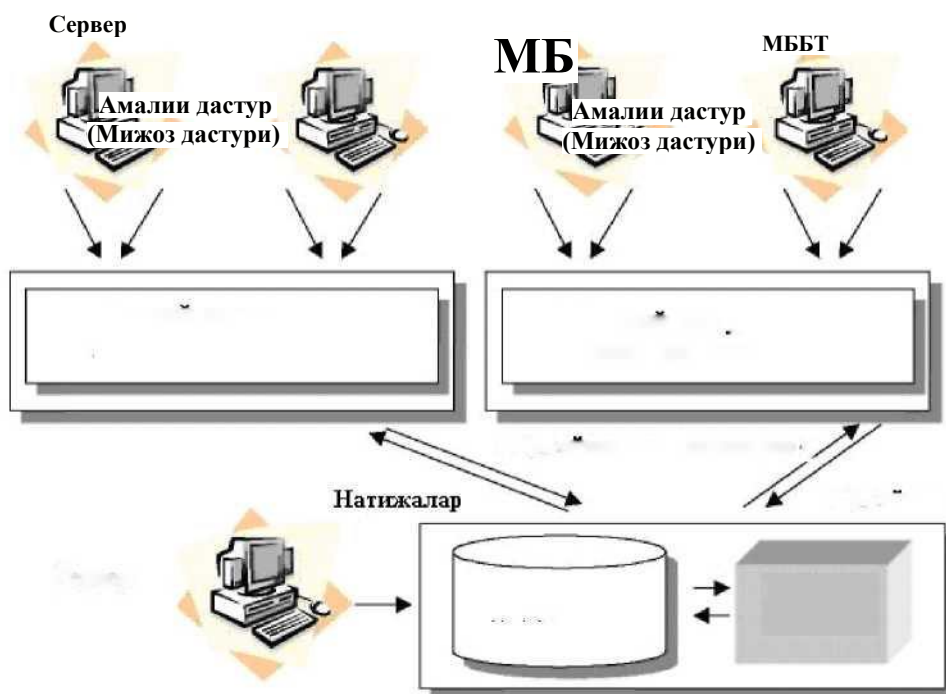 Сервер
МБ
МББТ
Амалии дастур
(Мижоз дастури)
Амалии дастур
(Мижоз дастури)
Натижалар